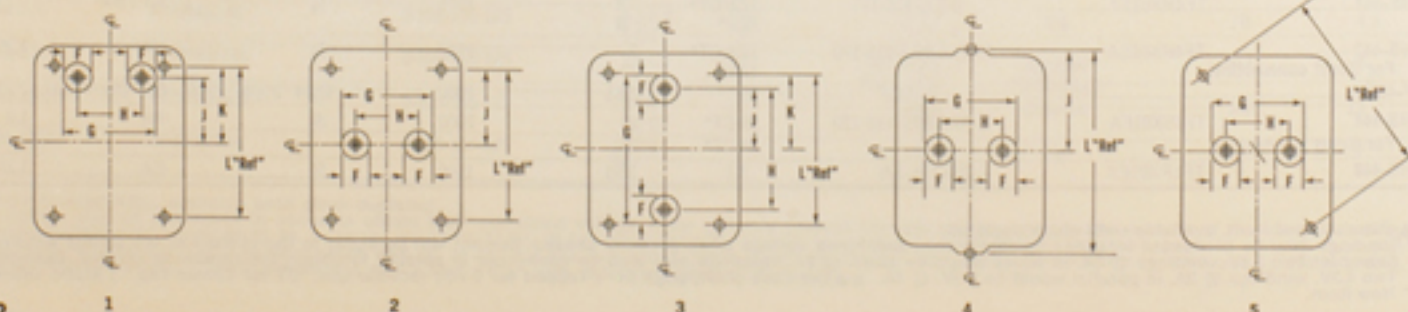 ℄ ℄ ℄ ℄
F F H G J K L"Ref" ℄
℄ G H F F J L"Ref"
℄ F G F J H K L"Ref"
℄ G H F F J L"Ref"
℄ G H F F L"Ref"
℄ ℄ ℄ ℄ ℄
1 2 3 4 5